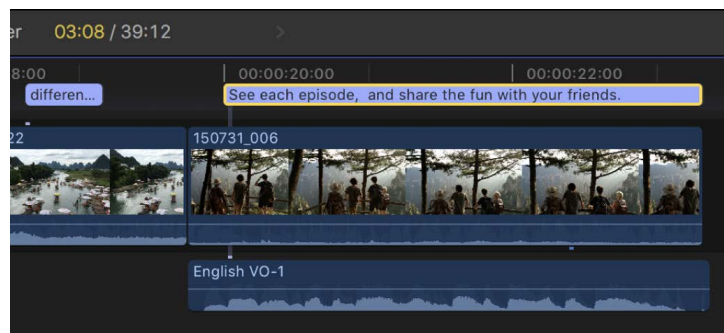 er 03:08 / 39:12
8:00 00:00:20:00 00:00:22:00
differen... See each episode, and share the fun with your friends.
22 150731_006
English VO-1